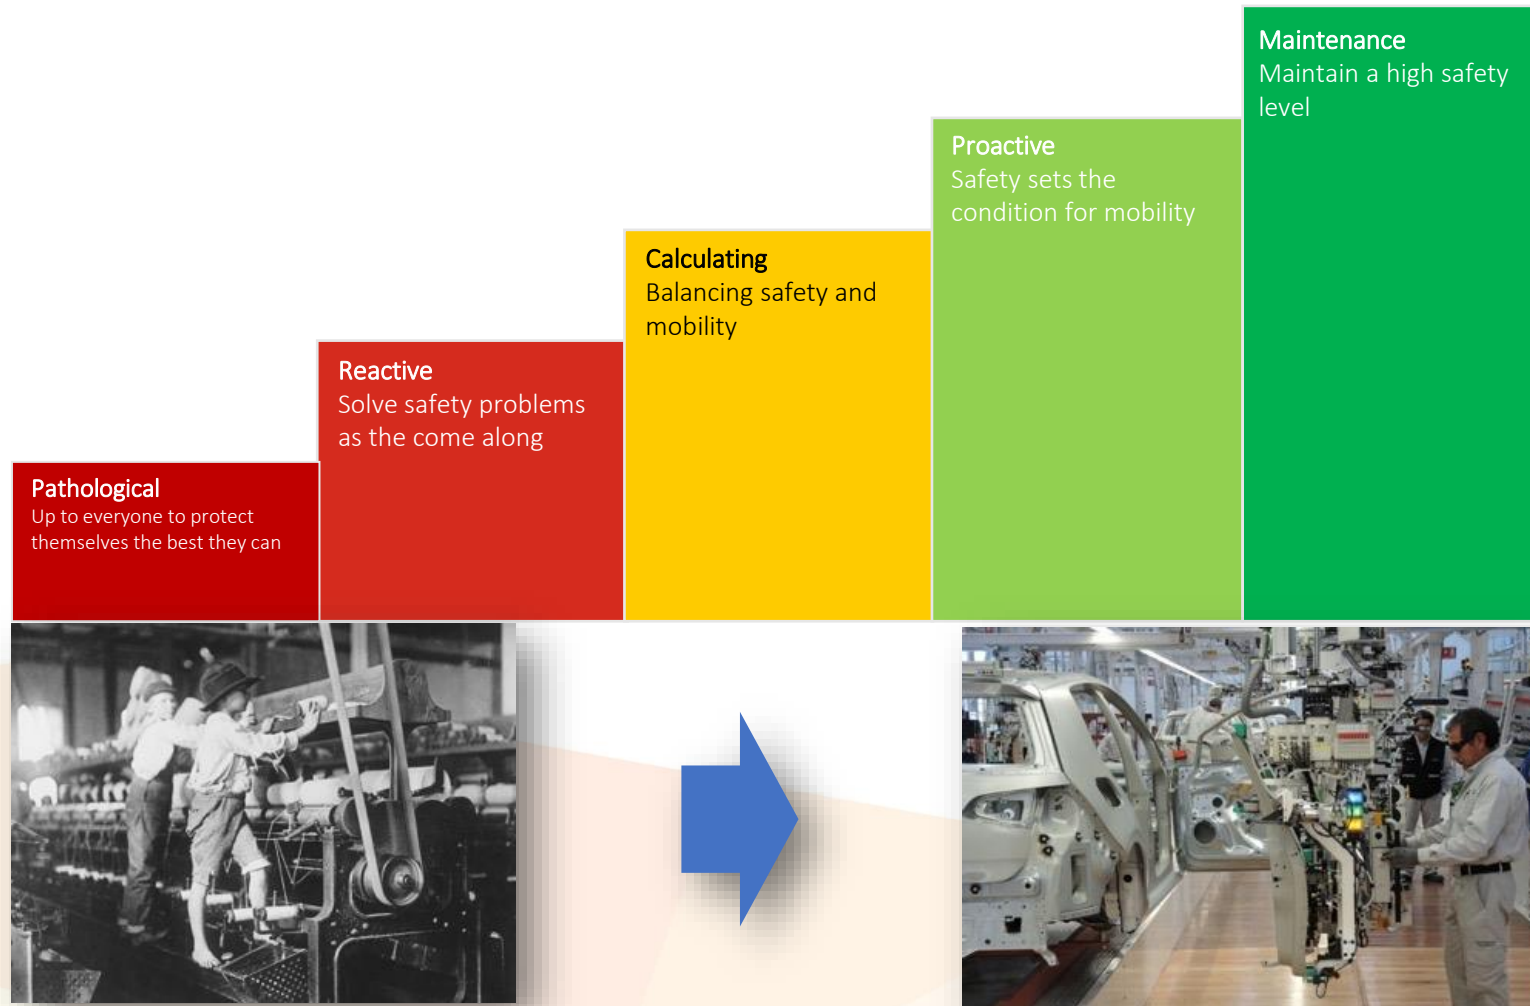 Maintenance
Maintain a high safety
level
Proactive
Safety sets the
condition for mobility
Calculating
Balancing safety and
mobility
Reactive
Solve safety problems
as the come along
Pathological
Up to everyone to protect
themselves the best they can